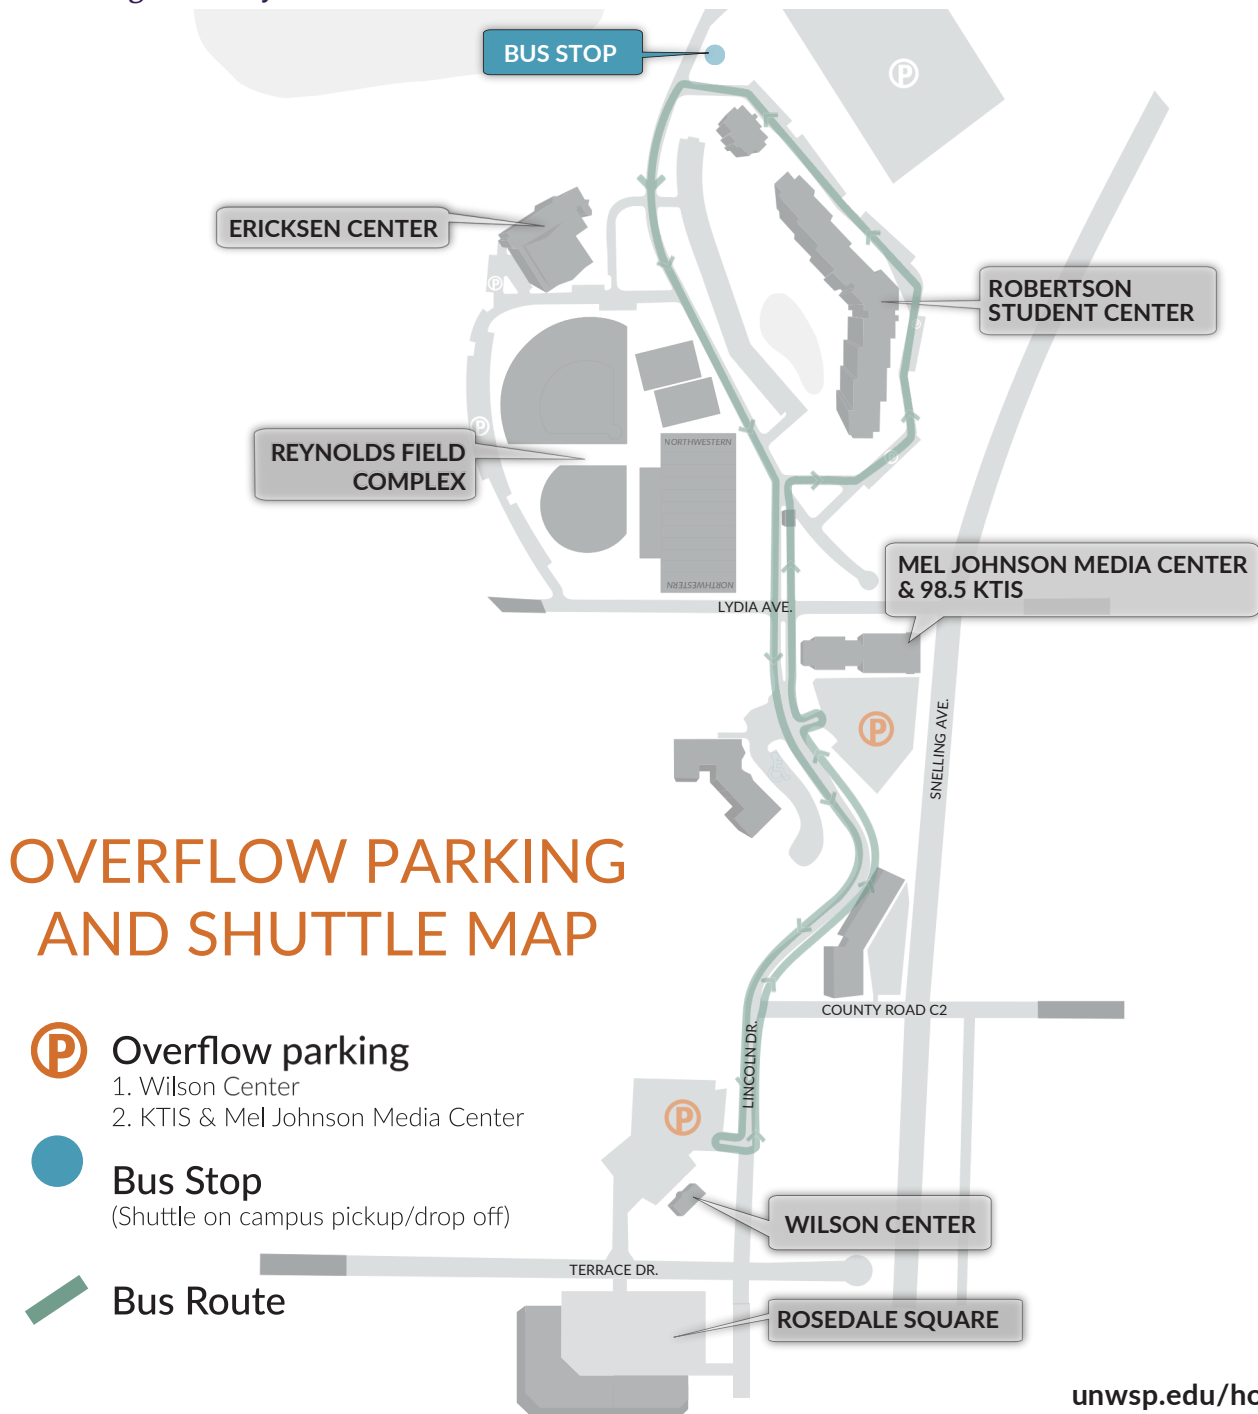 BUS STOP
P
ERICKSEN CENTER
P
ROBERTSON
STUDENT CENTER
P
P
REYNOLDS FIELD
COMPLEX
NORTHWESTERN
P
NORTHWESTERN
MEL JOHNSON MEDIA CENTER
& 98.5 KTIS
LYDIA AVE.
P
SNELLING AVE.
OVERFLOW PARKING
AND SHUTTLE MAP
COUNTY ROAD C2
LINCOLN DR.
P
Overflow parking
1. Wilson Center
2. KTIS & Mel Johnson Media Center
P
Bus Stop
(Shuttle on campus pickup/drop off)
WILSON CENTER
TERRACE DR.
Bus Route
ROSEDALE SQUARE
unwsp.edu/ho